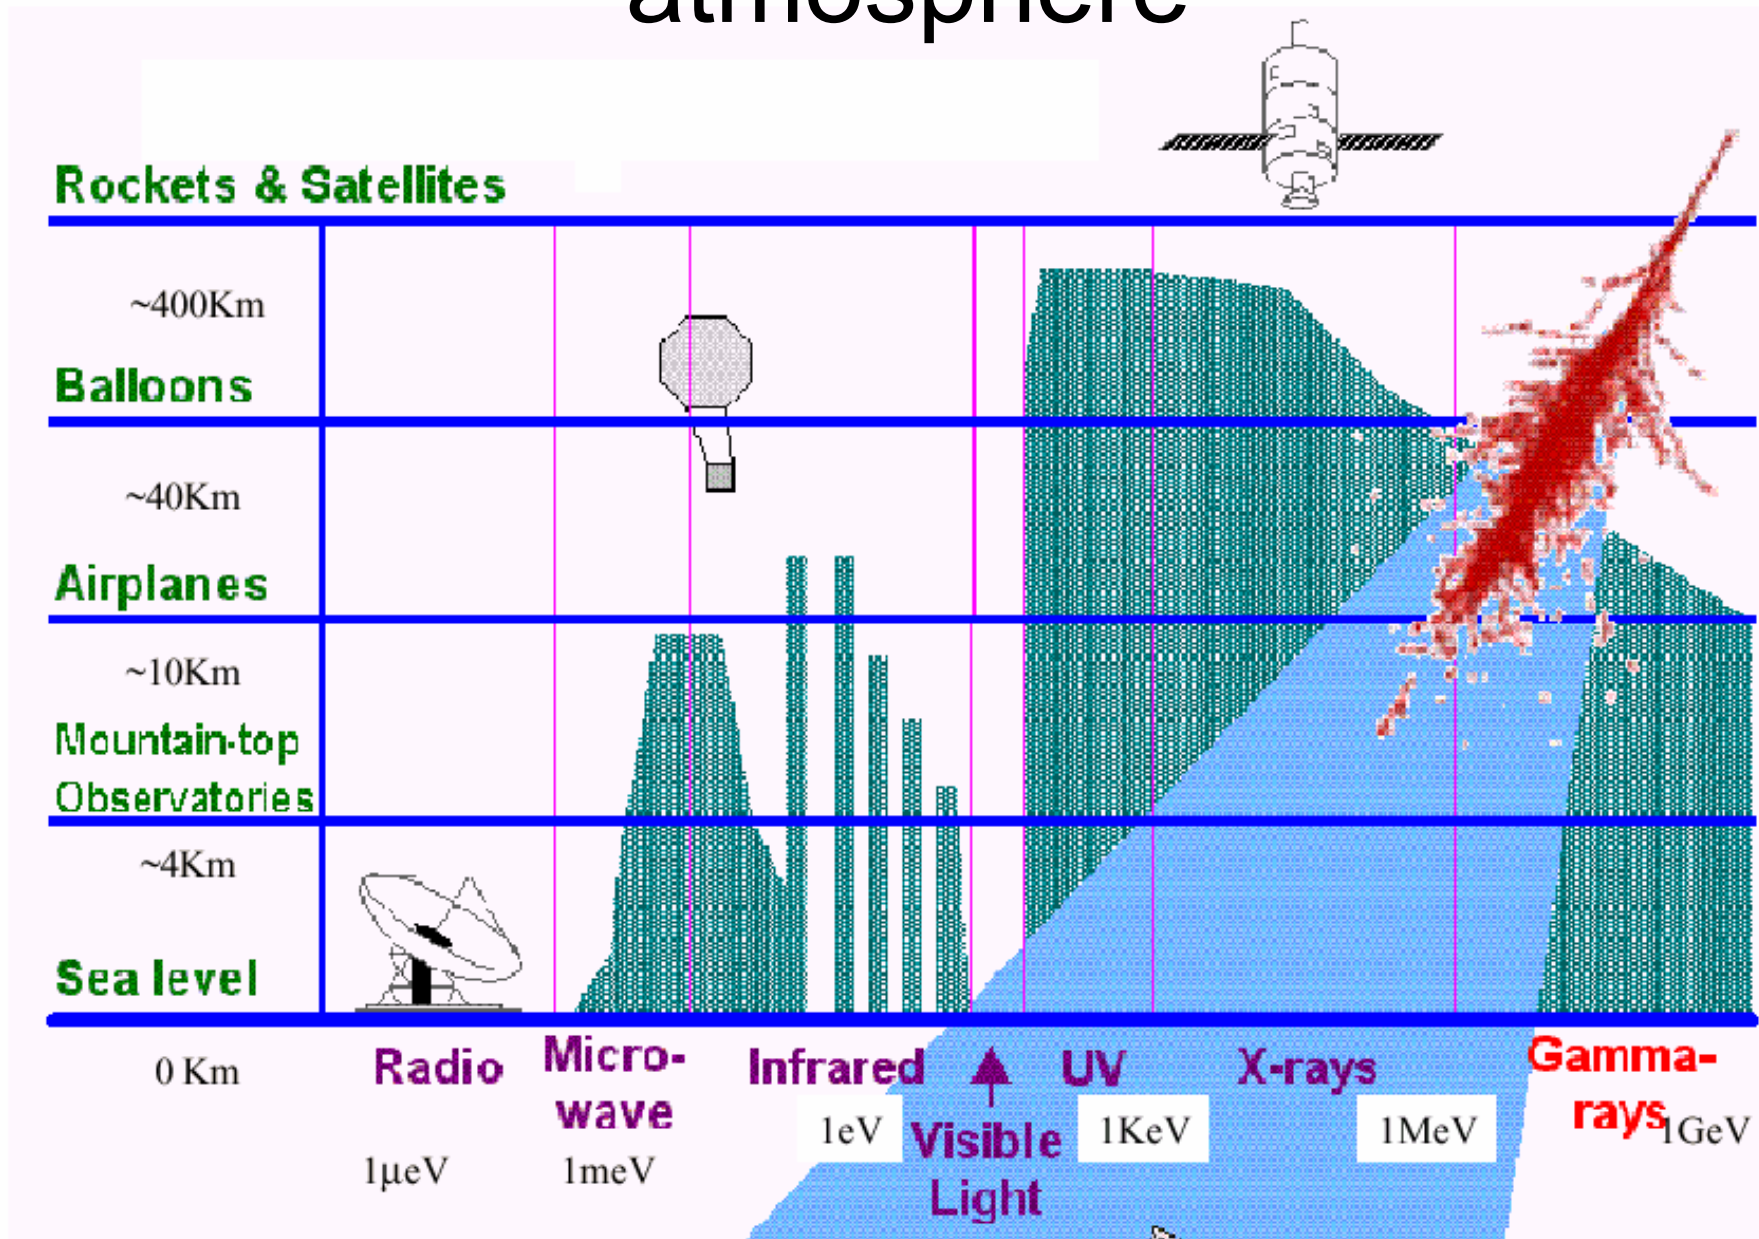 atmosphere
Rockets & Satellites
~400Km
Balloons
~40Km
Airplanes
~10Km
Mountain-top
Observatories
~4Km
Sea level
0 Km
Radio
Micro-
wave
Infrared
UV
X-rays
Gamma-
rays
Visible
Light
1μeV
1meV
1eV
1KeV
1MeV
1GeV